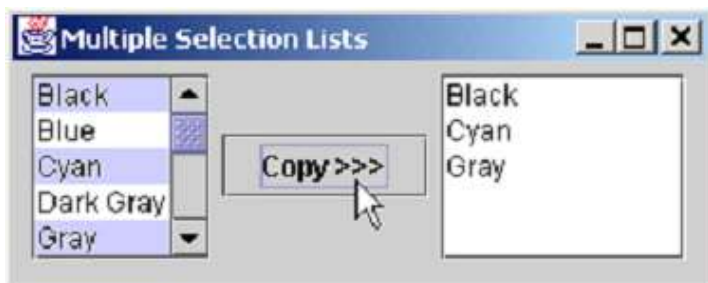 Multiple Selection Lists
Black
Blue
Cyan
Dark Gray
Gray
Copy >>>
Black
Cyan
Gray